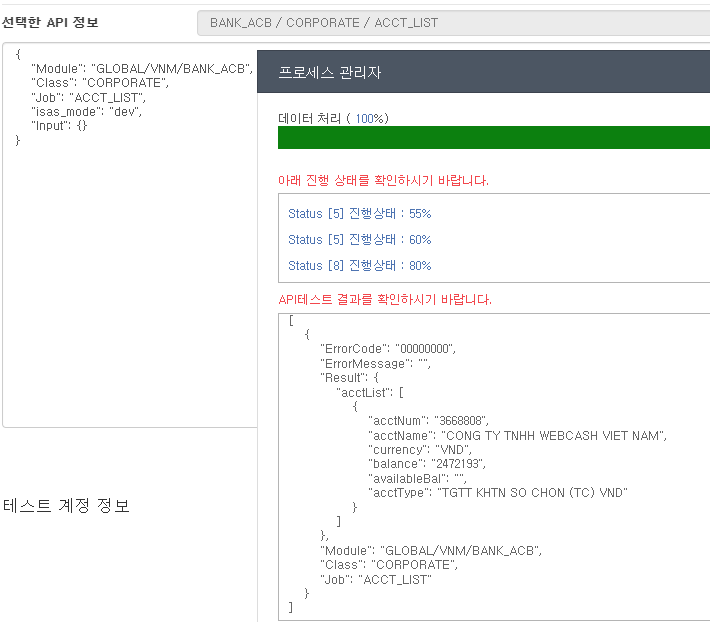 선택한 API 정보
BANK_ACB / CORPORATE / ACCT_LIST
{
"Module": "GLOBAL/VNM/BANK_ACB",
"Class": "CORPORATE",
"Job": "ACCT_LIST",
"isas_mode": "dev",
"Input": {}
}
프로세스 관리자
데이터 처리 ( 100%)
아래 진행 상태를 확인하시기 바랍니다.
Status [5] 진행상태 : 55%
Status [5] 진행상태 : 60%
Status [8] 진행상태 : 80%
API테스트 결과를 확인하시기 바랍니다.
[
{
"ErrorCode": "00000000",
"ErrorMessage": "",
"Result": {
"acctList": [
{
"acctNum": "3668808",
"acctName": "CONG TY TNHH WEBCASH VIET NAM",
"currency": "VND",
"balance": "2472193",
"availableBal": "",
"acctType": "TGTT KHTN SO CHON (TC) VND"
}
]
},
"Module": "GLOBAL/VNM/BANK_ACB",
"Class": "CORPORATE",
"Job": "ACCT_LIST"
}
]
테스트 계정 정보